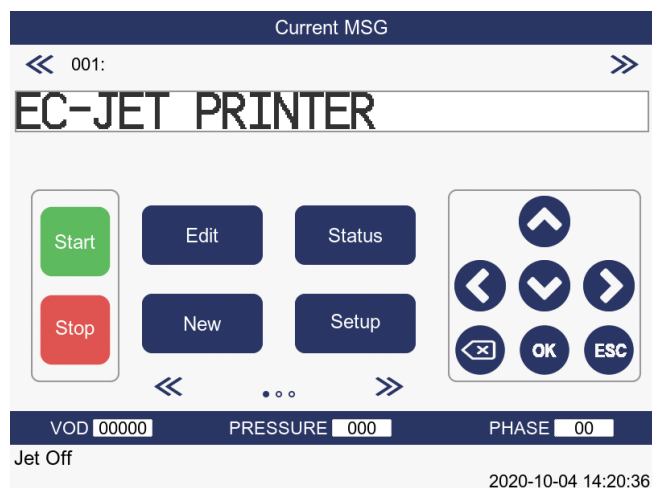 Current MSG
001:
EC-JET PRINTER
Start
Edit
Status
Stop
New
Setup
OK
ESC
VOD 00000
PRESSURE 000
PHASE 00
Jet Off
2020-10-04 14:20:36